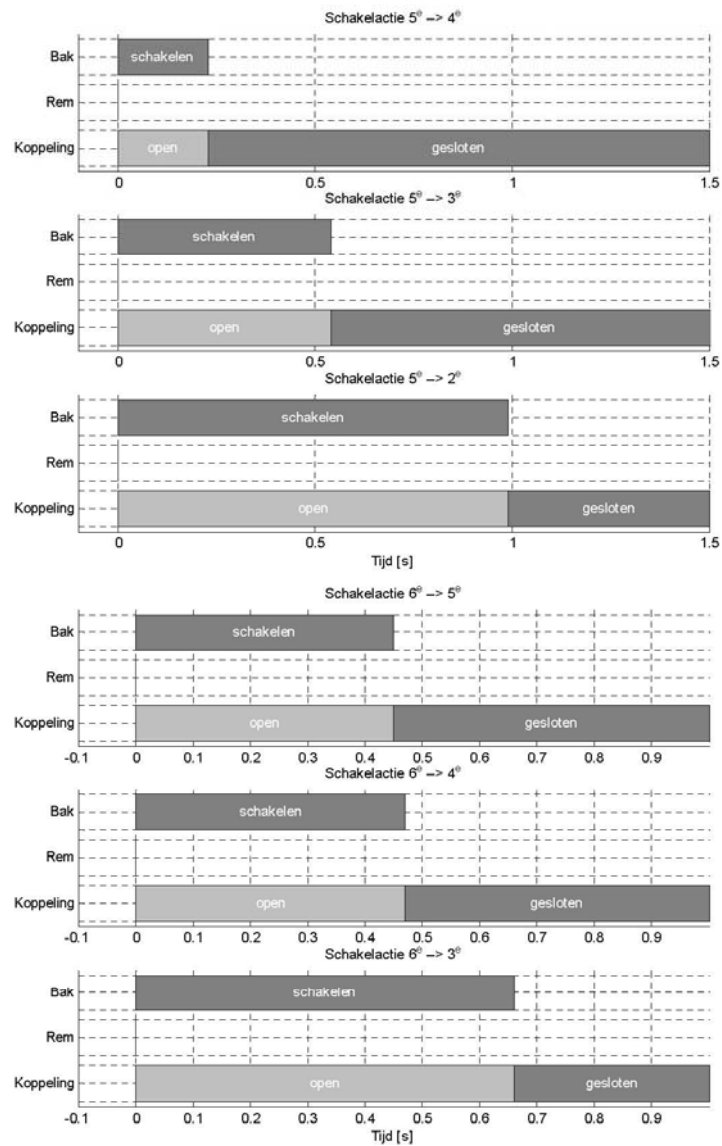 Schakelactie 5e --> 4e
Bak
schakelen
Rem
Koppeling
open
gesloten
0 0.5 1 1.5
Schakelactie 5e --> 3e
Bak
schakelen
Rem
Koppeling
open
gesloten
0 0.5 1 1.5
Schakelactie 5e --> 2e
Bak
schakelen
Rem
Koppeling
open
gesloten
0 0.5 1 1.5
Tijd [s]
Schakelactie 6e --> 5e
Bak
schakelen
Rem
Koppeling
open
gesloten
-0.1 0 0.1 0.2 0.3 0.4 0.5 0.6 0.7 0.8 0.9
Schakelactie 6e --> 4e
Bak
schakelen
Rem
Koppeling
open
gesloten
-0.1 0 0.1 0.2 0.3 0.4 0.5 0.6 0.7 0.8 0.9
Schakelactie 6e --> 3e
Bak
schakelen
Rem
Koppeling
open
gesloten
-0.1 0 0.1 0.2 0.3 0.4 0.5 0.6 0.7 0.8 0.9
Tijd [s]